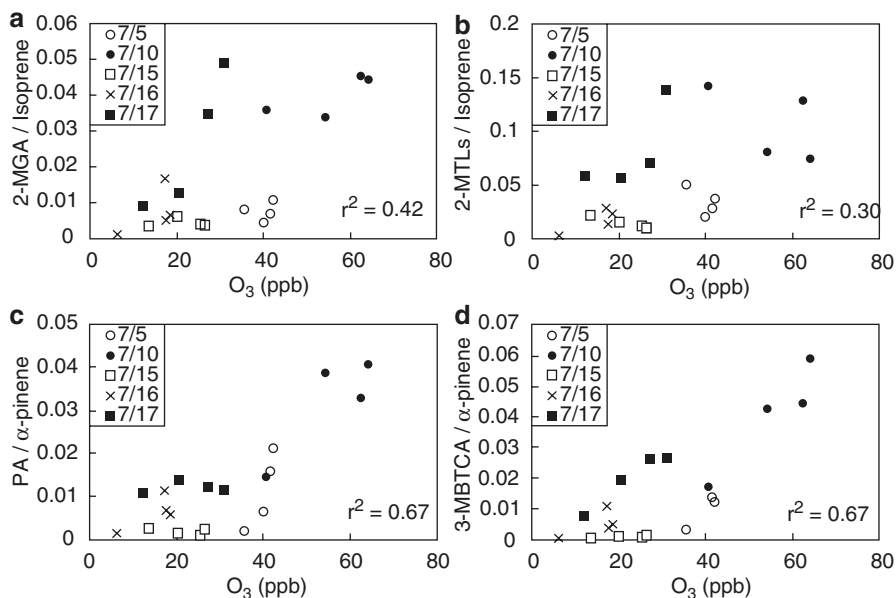 a
0.06
0.05
0.04
0.03
0.02
0.01
0
2-MGA / Isoprene
7/5
7/10
7/15
7/16
7/17
r² = 0.42
0 20 40 60 80
O₃ (ppb)
b
0.2
0.15
0.1
0.05
0
2-MTLs / Isoprene
7/5
7/10
7/15
7/16
7/17
r² = 0.30
0 20 40 60 80
O₃ (ppb)
c
0.05
0.04
0.03
0.02
0.01
0
PA / α-pinene
7/5
7/10
7/15
7/16
7/17
r² = 0.67
0 20 40 60 80
O₃ (ppb)
d
0.07
0.06
0.05
0.04
0.03
0.02
0.01
0
3-MBTCA / α-pinene
7/5
7/10
7/15
7/16
7/17
r² = 0.67
0 20 40 60 80
O₃ (ppb)